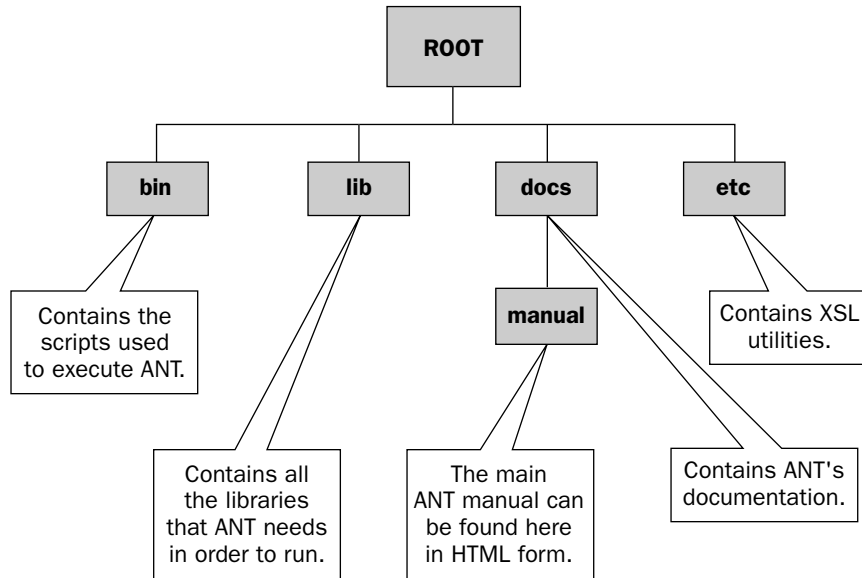 ROOT
bin
lib
docs
etc
manual
Contains the
scripts used
to execute ANT.
Contains XSL
utilities.
Contains all
the libraries
that ANT needs
in order to run.
The main
ANT manual can
be found here
in HTML form.
Contains ANT's
documentation.